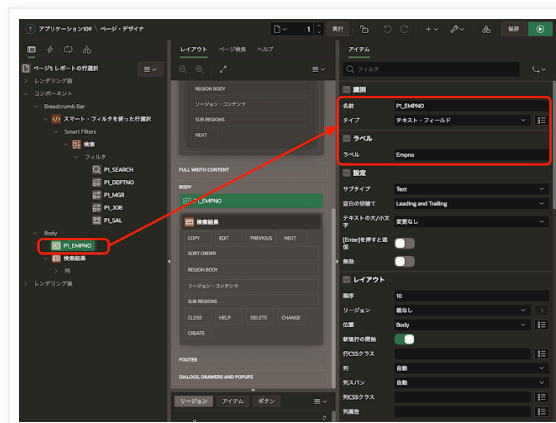 アプリケーション109 \ ページ・デザイナ
1
実行
保存
ページ1: レポートの行選択
レンダリング前
コンポーネント
Breadcrumb Bar
スマート・フィルタを使った行選択
Smart Filters
検索
フィルタ
P1_SEARCH
P1_DEPTNO
P1_MGR
P1_JOB
P1_SAL
Body
P1_EMPNO
検索結果
列
レンダリング後
レイアウト
ページ検索
ヘルプ
REGION BODY
リージョン・コンテンツ
SUB REGIONS
NEXT
FULL WIDTH CONTENT
BODY
P1_EMPNO
検索結果
COPY
EDIT
PREVIOUS
NEXT
SORT ORDER
REGION BODY
リージョン・コンテンツ
SUB REGIONS
CLOSE
HELP
DELETE
CHANGE
CREATE
FOOTER
DIALOGS, DRAWERS AND POPUPS
リージョン
アイテム
ボタン
アイテム
フィルタ
識別
名前
P1_EMPNO
タイプ
テキスト・フィールド
ラベル
ラベル
Empno
設定
サブタイプ
Text
空白の切捨て
Leading and Trailing
テキストの大/小文字
変更なし
[Enter]を押すと送信
無効
レイアウト
順序
10
リージョン
親なし
位置
Body
新規行の開始
行CSSクラス
列
自動
列スパン
自動
列CSSクラス
列属性